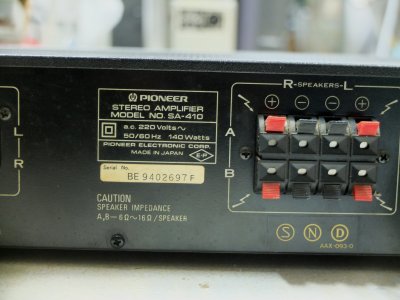 PIONEER
STEREO AMPLIFIER
MODEL NO. SA-410
a.c. 220 Volts~
50/60 Hz 140 Watts
PIONEER ELECTRONIC CORP.
MADE IN JAPAN
E-P
Serial No.
BE 9402697 F
CAUTION
SPEAKER IMPEDANCE
A,B–6Ω~16Ω/SPEAKER
L
R
R-SPEAKERS-L
+ - - +
A
B
S N D
AAX-093-0